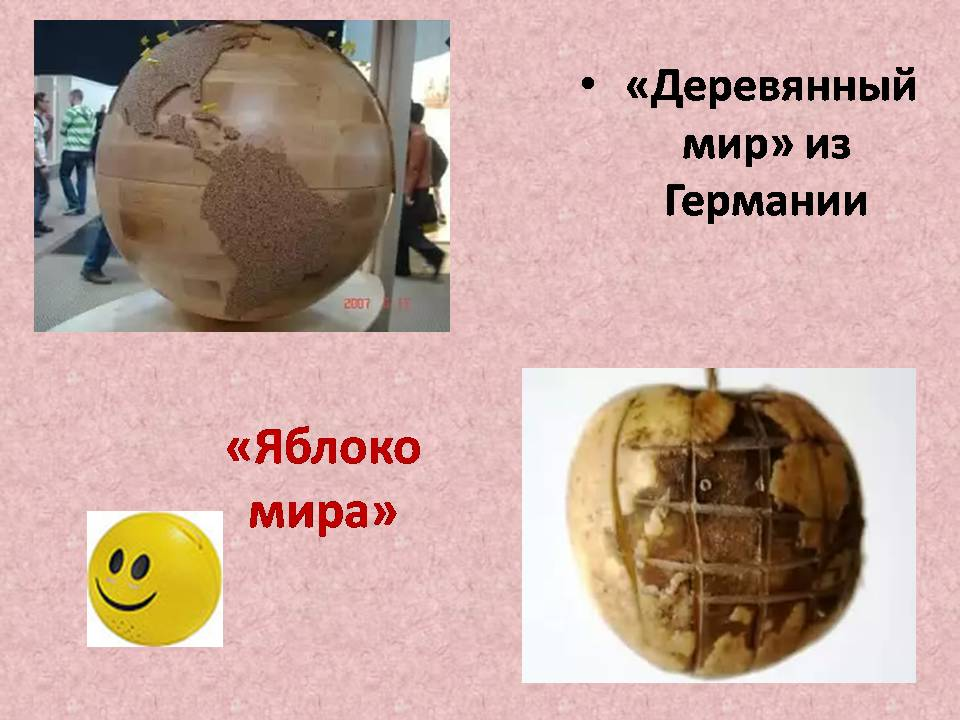 • «Деревянный
мир» из
Германии
2007
«Яблоко
мира»